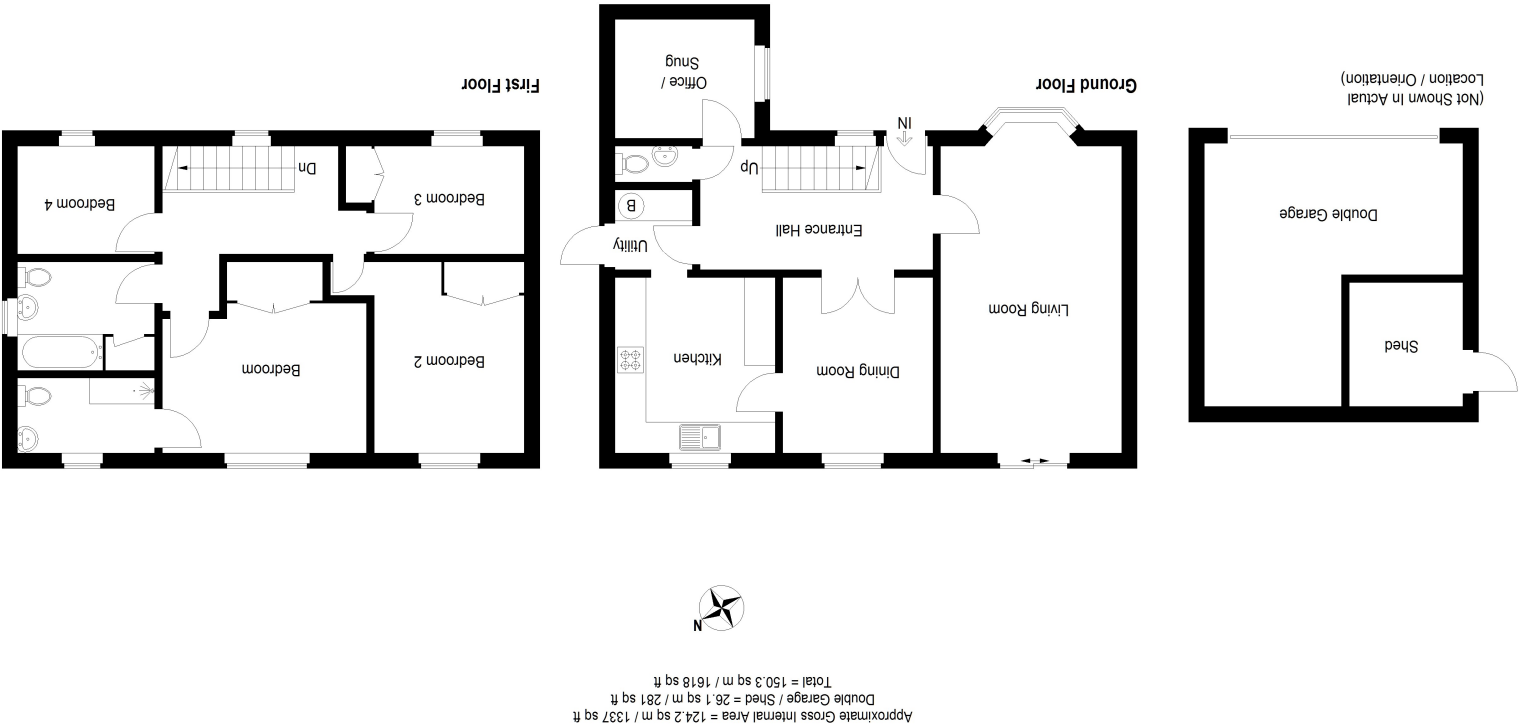 Approximate Gross Internal Area = 124.2 sq m / 1337 sq ft
Double Garage / Shed = 26.1 sq m / 281 sq ft
Total = 150.3 sq m / 1618 sq ft
N
Shed
Double Garage
(Not Shown In Actual
Location / Orientation)
Living Room
Dining Room
Kitchen
Entrance Hall
Utility
B
Up
IN
Office /
Snug
Ground Floor
Bedroom 2
Bedroom
Bedroom 3
Bedroom 4
Dn
First Floor